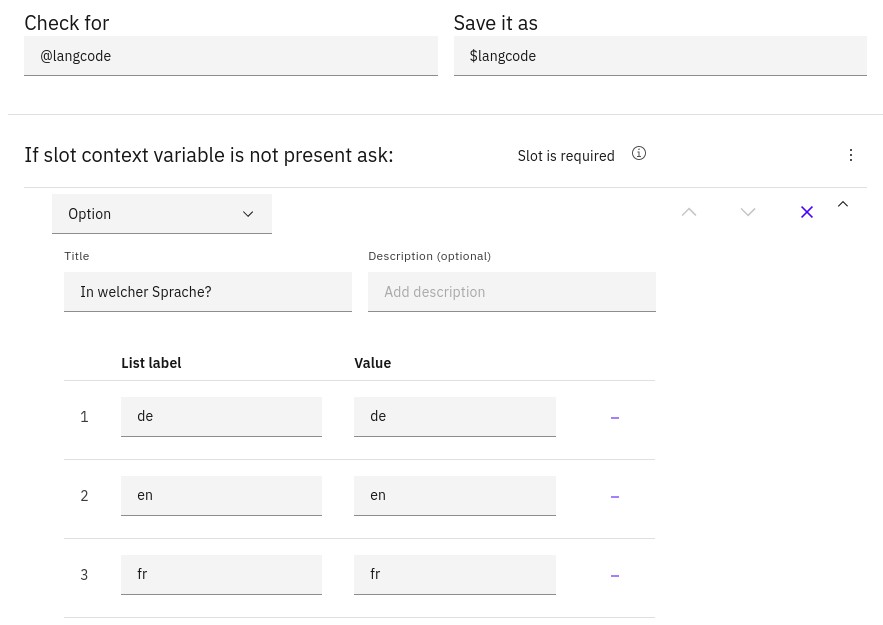 Check for
Save it as
@langcode
$langcode
If slot context variable is not present ask:
Slot is required
Option
Title
Description (optional)
In welcher Sprache?
Add description
List label
Value
1
de
de
2
en
en
3
fr
fr